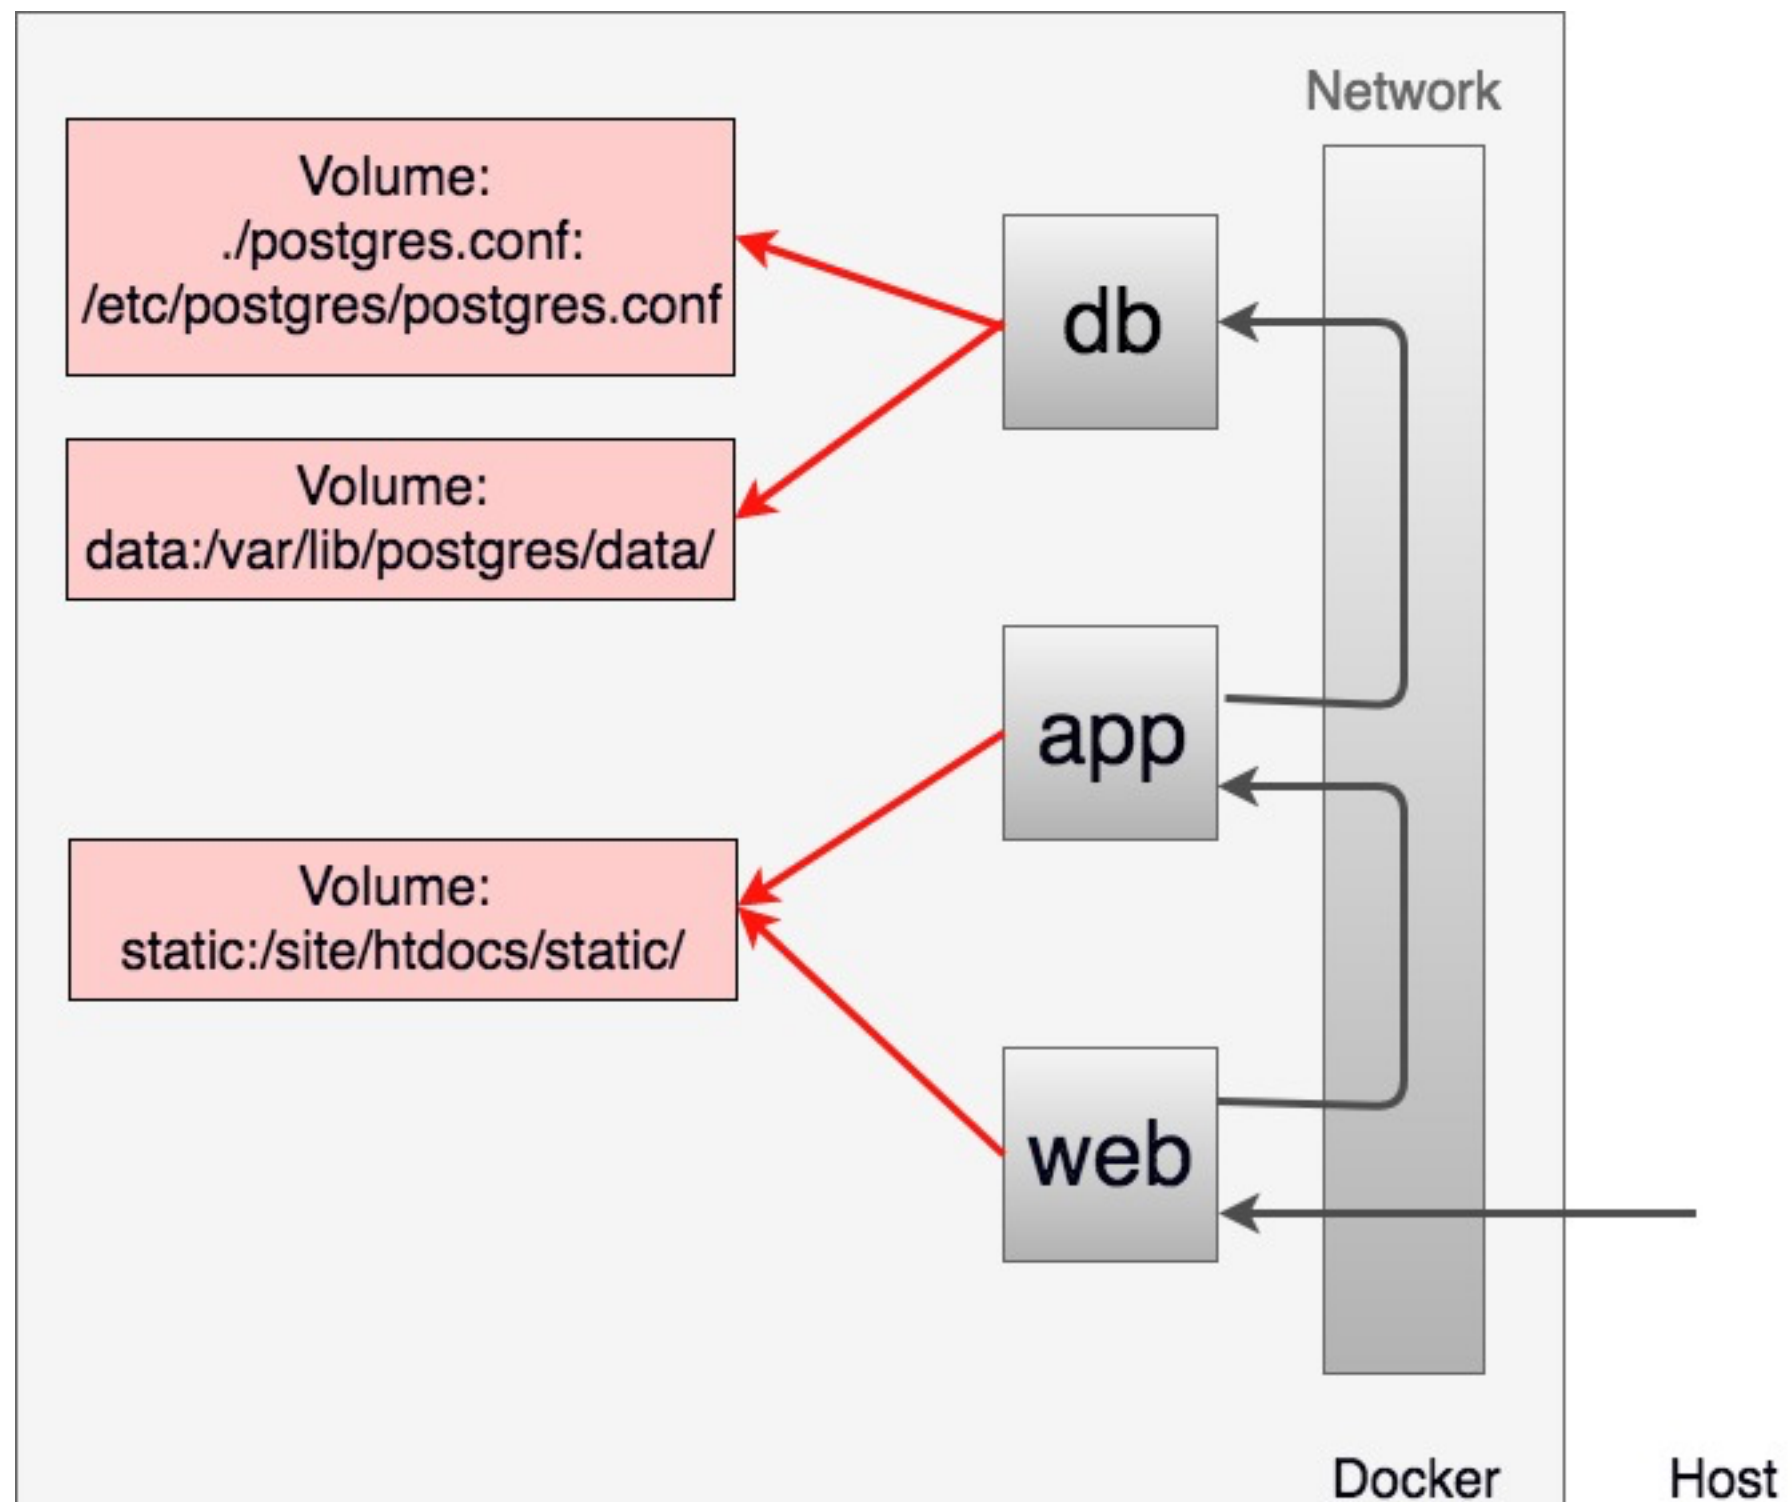 Network
Volume:
./postgres.conf:
/etc/postgres/postgres.conf
db
Volume:
data:/var/lib/postgres/data/
app
Volume:
static:/site/htdocs/static/
web
Docker
Host